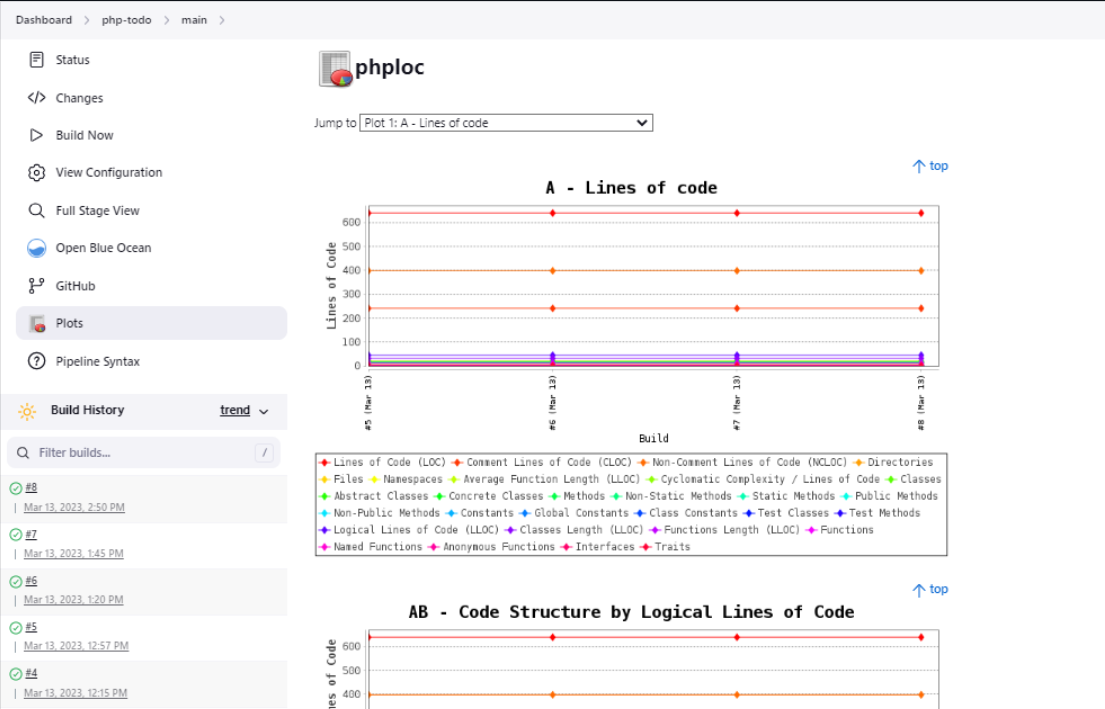 Dashboard > php-todo > main >
Status
Changes
Build Now
View Configuration
Full Stage View
Open Blue Ocean
GitHub
Plots
Pipeline Syntax
Build History trend
Filter builds... /
#8
| Mar 13, 2023, 2:50 PM
#7
| Mar 13, 2023, 1:45 PM
#6
| Mar 13, 2023, 1:20 PM
#5
| Mar 13, 2023, 12:57 PM
#4
| Mar 13, 2023, 12:15 PM
phploc
Jump to Plot 1: A - Lines of code
top
A - Lines of code
Lines of Code
600
500
400
300
200
100
0
#5 (Mar 13)
#6 (Mar 13)
#7 (Mar 13)
#8 (Mar 13)
Build
Lines of Code (LOC) Comment Lines of Code (CLOC) Non-Comment Lines of Code (NCLOC) Directories
Files Namespaces Average Function Length (LLOC) Cyclomatic Complexity / Lines of Code Classes
Abstract Classes Concrete Classes Methods Non-Static Methods Static Methods Public Methods
Non-Public Methods Constants Global Constants Class Constants Test Classes Test Methods
Logical Lines of Code (LLOC) Classes Length (LLOC) Functions Length (LLOC) Functions
Named Functions Anonymous Functions Interfaces Traits
top
AB - Code Structure by Logical Lines of Code
600
500
400
of Code